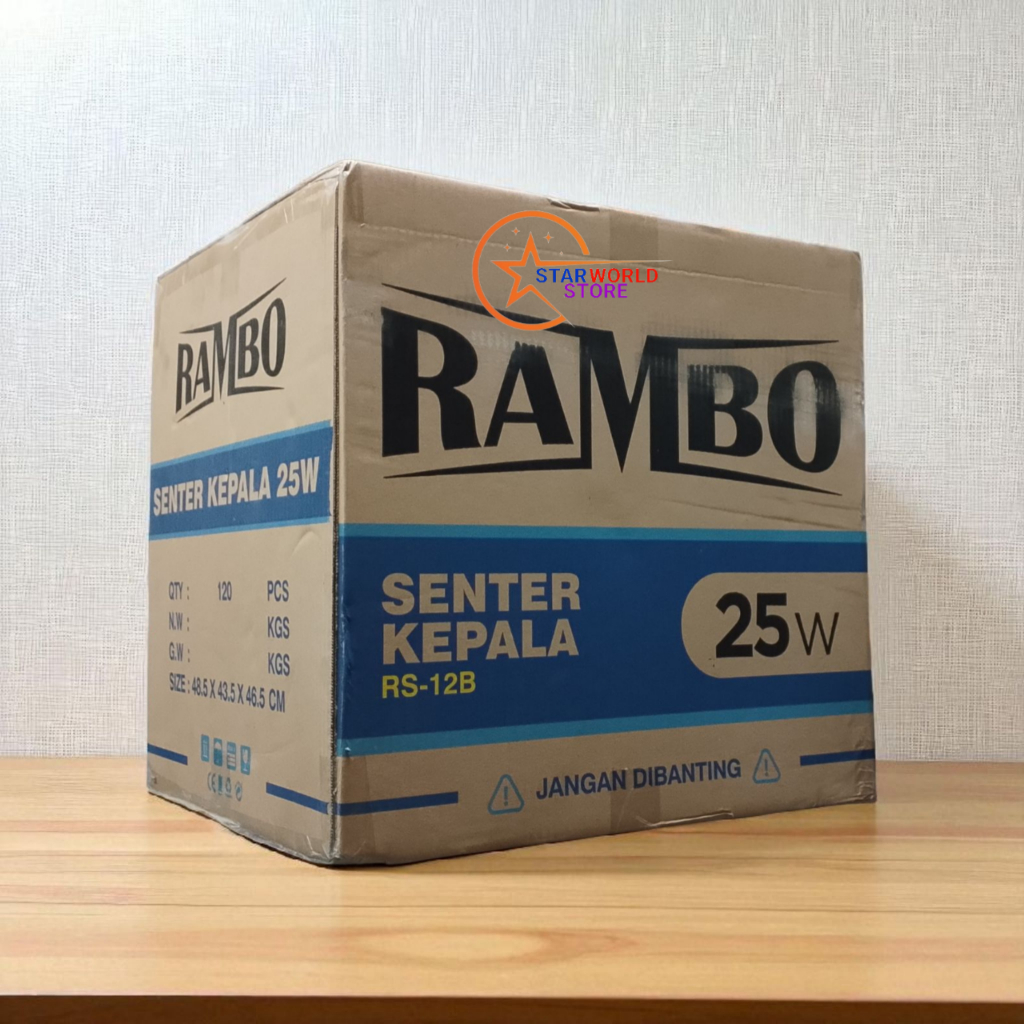 STARWORLD
STORE
RAMBO
SENTER KEPALA 25W
QTY : 120 PCS
N.W : KGS
G.W : KGS
SIZE : 48.5 X 43.5 X 46.5 CM
CE
RAMBO
SENTER
KEPALA
RS-12B
25W
JANGAN DIBANTING